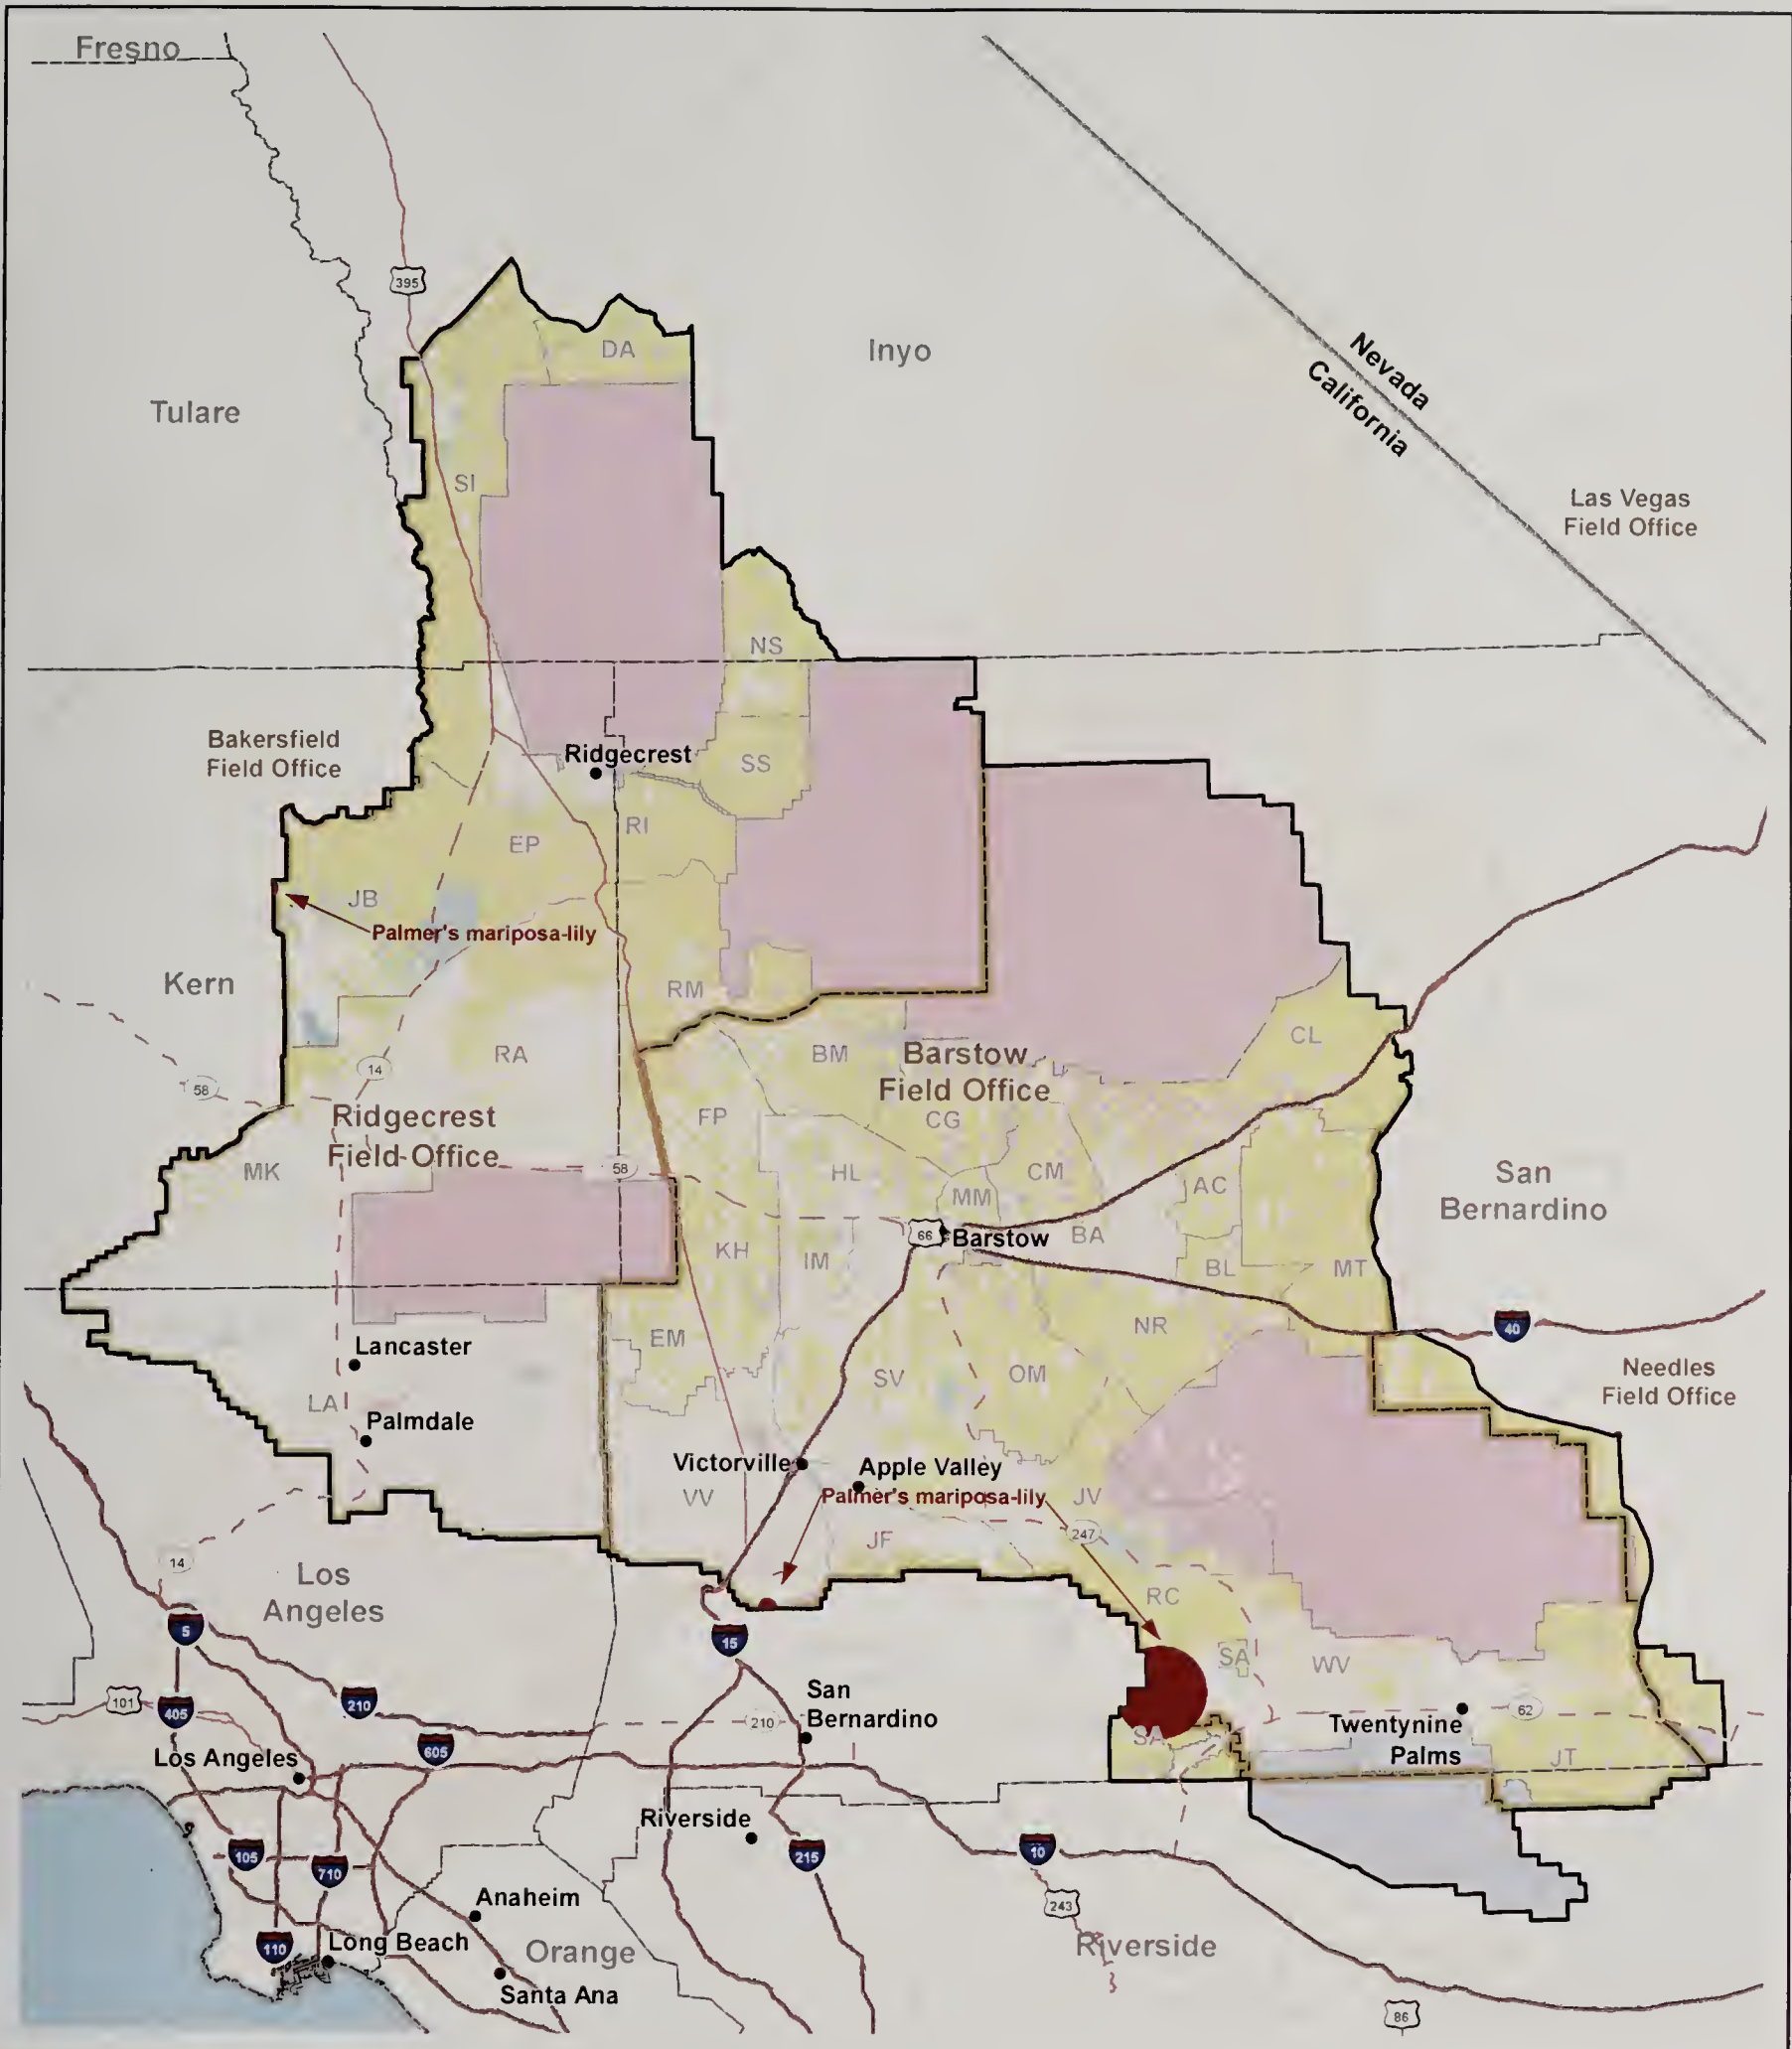 Fresno
395
DA
Inyo
Nevada
California
Tulare
SI
Las Vegas
Field Office
NS
Bakersfield
Field Office
Ridgecrest
SS
RI
EP
JB
Palmer's mariposa-lily
Kern
RM
CL
RA
BM
Barstow
Field Office
14
58
FP
CG
Ridgecrest
Field Office
58
MK
HL
CM
MM
AC
San
Bernardino
66
Barstow
BA
KH
IM
BL
MT
EM
NR
40
Lancaster
SV
OM
Needles
Field Office
LA
Palmdale
Victorville
Apple Valley
VV
Palmer's mariposa-lily
JV
JF
247
14
Los
Angeles
RC
5
15
SA
WV
101
405
210
San
Bernardino
210
62
Twentynine
Palms
605
Los Angeles
SA
JT
Riverside
105
710
215
10
Anaheim
243
110
Long Beach
Orange
Riverside
Santa Ana
86